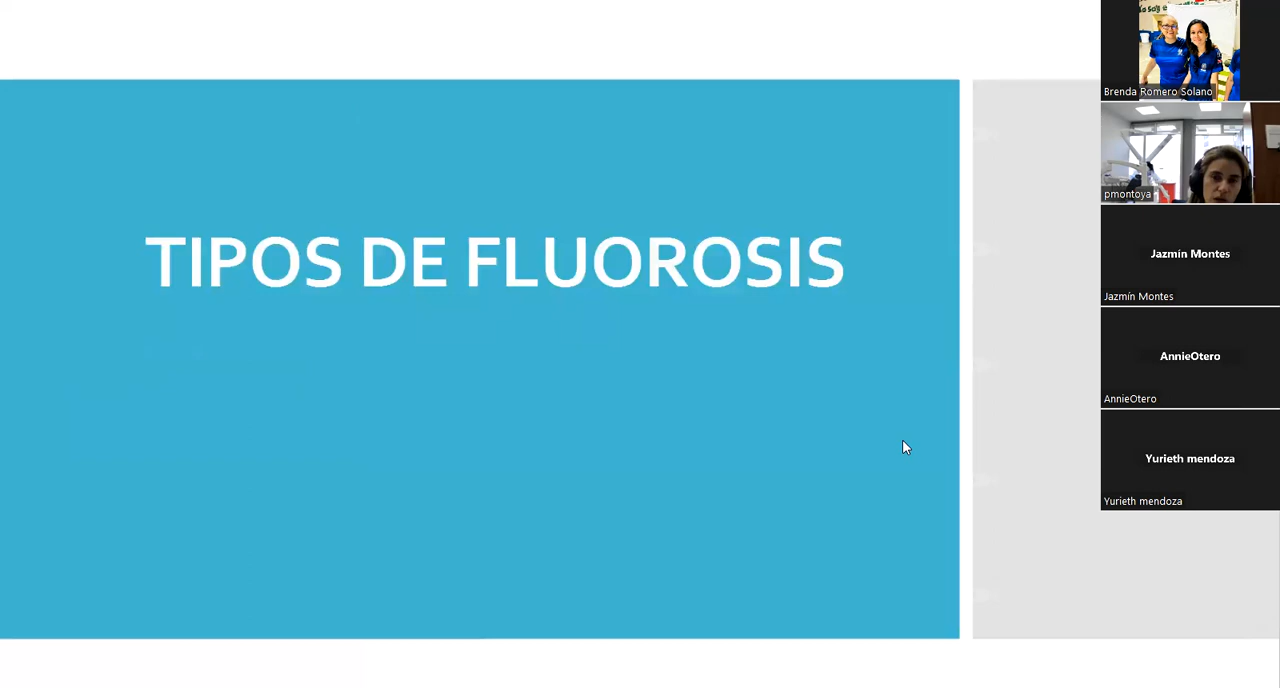 TIPOS DE FLUOROSIS
Brenda Romero Solano
pmontoya
Jazmín Montes
Jazmín Montes
AnnieOtero
AnnieOtero
Yurieth mendoza
Yurieth mendoza